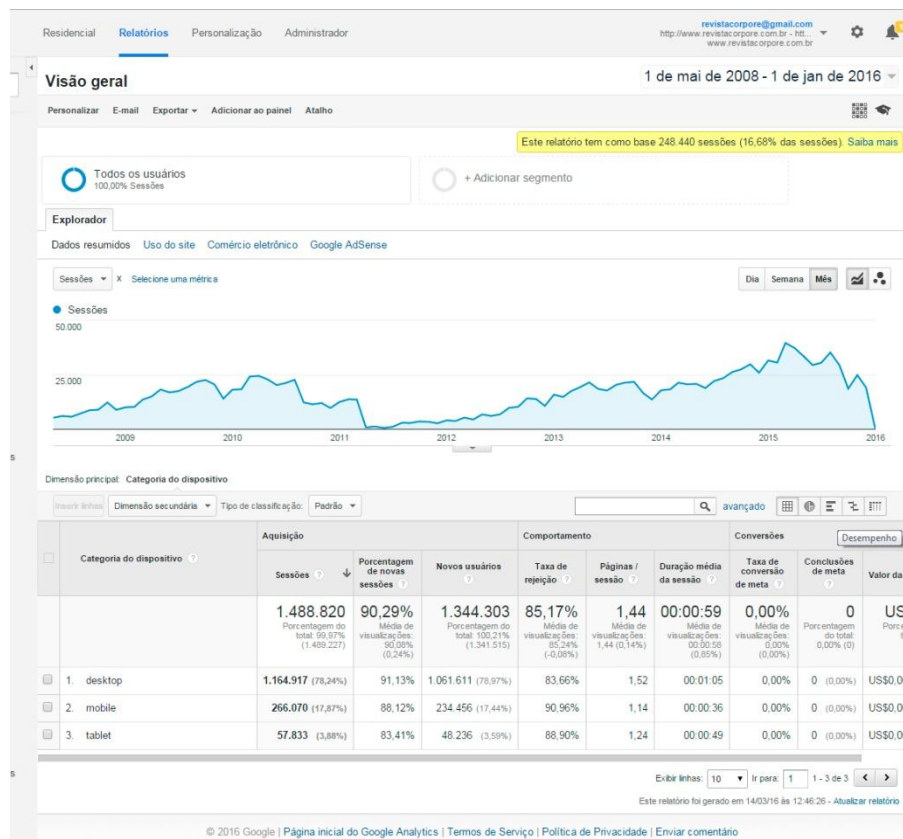 Residencial Relatórios Personalização Administrador
revistacorpore@gmail.com
http://www.revistacorpore.com.br - htt...
www.revistacorpore.com.br
Visão geral
1 de mai de 2008 - 1 de jan de 2016
Personalizar E-mail Exportar Adicionar ao painel Atalho
Este relatório tem como base 248.440 sessões (16,68% das sessões). Saiba mais
Todos os usuários
100,00% Sessões
+ Adicionar segmento
Explorador
Dados resumidos Uso do site Comércio eletrônico Google AdSense
Sessões X Selecione uma métrica
Dia Semana Mês
Sessões
50.000
25.000
2009 2010 2011 2012 2013 2014 2015 2016
s
Dimensão principal: Categoria do dispositivo
Inserir linhas Dimensão secundária Tipo de classificação: Padrão avançado
Aquisição Comportamento Conversões Desempenho
Categoria do dispositivo ?
Sessões ?
Porcentagem de novas sessões ?
Novos usuários ?
Taxa de rejeição ?
Páginas / sessão ?
Duração média da sessão ?
Taxa de conversão de meta ?
Conclusões de meta ?
Valor da
1.488.820 90,29% 1.344.303 85,17% 1,44 00:00:59 0,00% 0 US
Porcentagem do total: 99,97% (1.489.227)
Média de visualizações: 90,08% (0,24%)
Porcentagem do total: 100,21% (1.341.515)
Média de visualizações: 85,24% (-0,08%)
Média de visualizações: 1,44 (0,14%)
Média de visualizações: 00:00:58 (0,85%)
Média de visualizações: 0,00% (0,00%)
Porcentagem do total: 0,00% (0)
1. desktop 1.164.917 (78,24%) 91,13% 1.061.611 (78,97%) 83,66% 1,52 00:01:05 0,00% 0 (0,00%) US$0,0
2. mobile 266.070 (17,87%) 88,12% 234.456 (17,44%) 90,96% 1,14 00:00:36 0,00% 0 (0,00%) US$0,0
3. tablet 57.833 (3,88%) 83,41% 48.236 (3,59%) 88,90% 1,24 00:00:49 0,00% 0 (0,00%) US$0,0
s
Exibir linhas: 10 Ir para: 1 1 - 3 de 3
Este relatório foi gerado em 14/03/16 às 12:46:26 - Atualizar relatório
© 2016 Google | Página inicial do Google Analytics | Termos de Serviço | Política de Privacidade | Enviar comentário